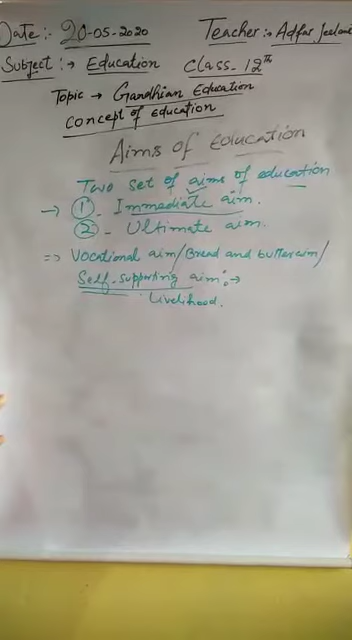 Date:- 20-05-2020 Teacher:→ Adfar Jeelani
Subject:→ Education Class-12th
Topic → Gandhian Education
Concept of Education
Aims of Education
Two set of aims of education
→ ① - Immediate aim.
② - Ultimate aim.
=> Vocational aim/Bread and butteraim/
Self-supporting aim:→
Livelihood.